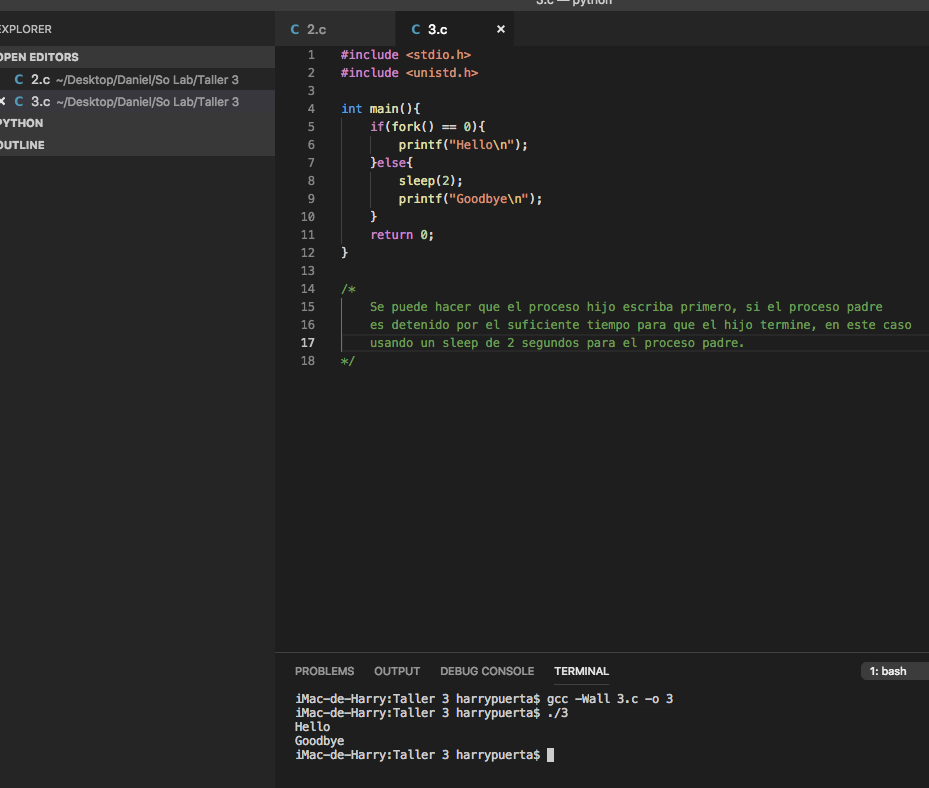 3.c — python
EXPLORER
OPEN EDITORS
C 2.c ~/Desktop/Daniel/So Lab/Taller 3
× C 3.c ~/Desktop/Daniel/So Lab/Taller 3
PYTHON
OUTLINE
C 2.c
C 3.c ×
1 #include <stdio.h>
2 #include <unistd.h>
3
4 int main(){
5     if(fork() == 0){
6         printf("Hello\n");
7     }else{
8         sleep(2);
9         printf("Goodbye\n");
10     }
11     return 0;
12 }
13
14 /*
15     Se puede hacer que el proceso hijo escriba primero, si el proceso padre
16     es detenido por el suficiente tiempo para que el hijo termine, en este caso
17     usando un sleep de 2 segundos para el proceso padre.
18 */
PROBLEMS OUTPUT DEBUG CONSOLE TERMINAL 1: bash
iMac-de-Harry:Taller 3 harrypuerta$ gcc -Wall 3.c -o 3
iMac-de-Harry:Taller 3 harrypuerta$ ./3
Hello
Goodbye
iMac-de-Harry:Taller 3 harrypuerta$